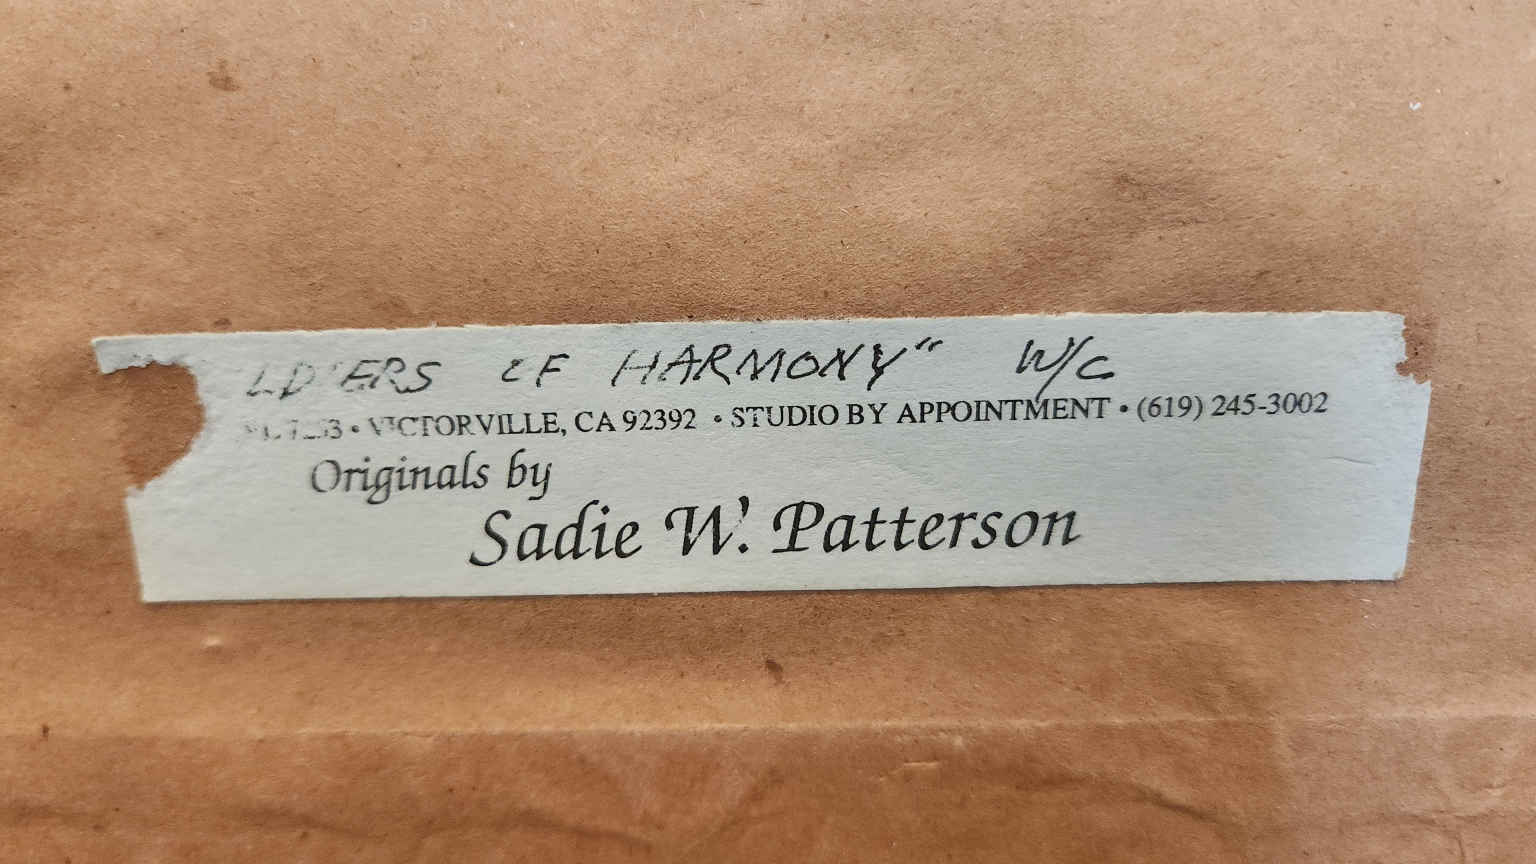 HARMONY" W/C
• VICTORVILLE, CA 92392 • STUDIO BY APPOINTMENT • (619) 245-3002
Originals by
Sadie W. Patterson